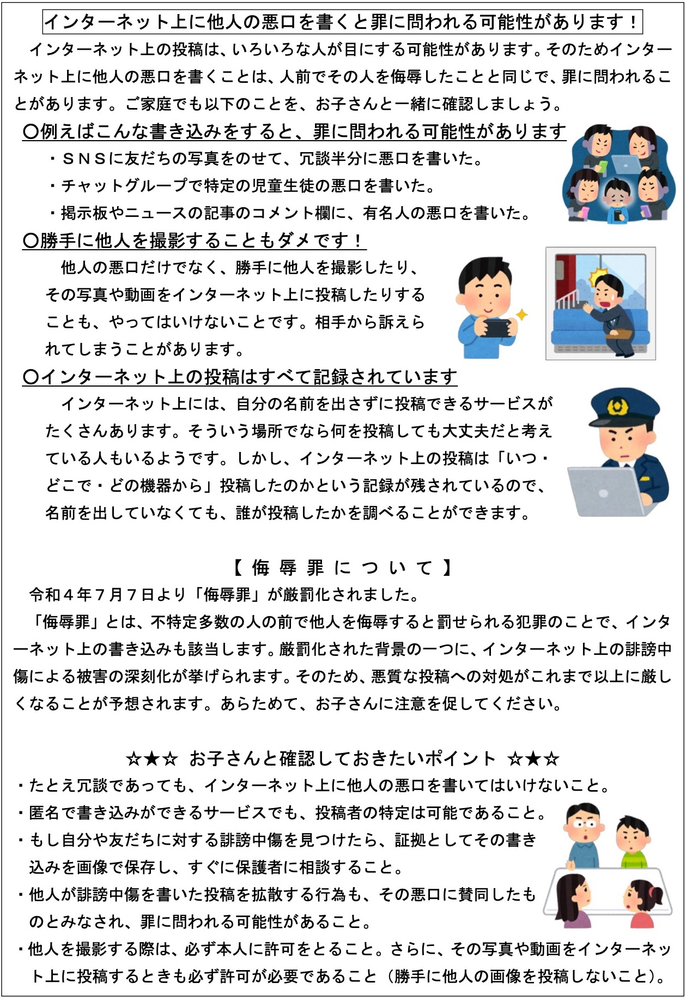 インターネット上に他人の悪口を書くと罪に問われる可能性があります！
インターネット上の投稿は、いろいろな人が目にする可能性があります。そのためインター
ネット上に他人の悪口を書くことは、人前でその人を侮辱したことと同じで、罪に問われるこ
とがあります。ご家庭でも以下のことを、お子さんと一緒に確認しましょう。
〇例えばこんな書き込みをすると、罪に問われる可能性があります
・ＳＮＳに友だちの写真をのせて、冗談半分に悪口を書いた。
・チャットグループで特定の児童生徒の悪口を書いた。
・掲示板やニュースの記事のコメント欄に、有名人の悪口を書いた。
〇勝手に他人を撮影することもダメです！
他人の悪口だけでなく、勝手に他人を撮影したり、
その写真や動画をインターネット上に投稿したりする
ことも、やってはいけないことです。相手から訴えら
れてしまうことがあります。
〇インターネット上の投稿はすべて記録されています
インターネット上には、自分の名前を出さずに投稿できるサービスが
たくさんあります。そういう場所でなら何を投稿しても大丈夫だと考え
ている人もいるようです。しかし、インターネット上の投稿は「いつ・
どこで・どの機器から」投稿したのかという記録が残されているので、
名前を出していなくても、誰が投稿したかを調べることができます。
【侮辱罪について】
令和４年７月７日より「侮辱罪」が厳罰化されました。
「侮辱罪」とは、不特定多数の人の前で他人を侮辱すると罰せられる犯罪のことで、インタ
ーネット上の書き込みも該当します。厳罰化された背景の一つに、インターネット上の誹謗中
傷による被害の深刻化が挙げられます。そのため、悪質な投稿への対処がこれまで以上に厳し
くなることが予想されます。あらためて、お子さんに注意を促してください。
☆★☆ お子さんと確認しておきたいポイント ☆★☆
・たとえ冗談であっても、インターネット上に他人の悪口を書いてはいけないこと。
・匿名で書き込みができるサービスでも、投稿者の特定は可能であること。
・もし自分や友だちに対する誹謗中傷を見つけたら、証拠としてその書き
込みを画像で保存し、すぐに保護者に相談すること。
・他人が誹謗中傷を書いた投稿を拡散する行為も、その悪口に賛同したも
のとみなされ、罪に問われる可能性があること。
・他人を撮影する際は、必ず本人に許可をとること。さらに、その写真や動画をインターネッ
ト上に投稿するときも必ず許可が必要であること（勝手に他人の画像を投稿しないこと）。